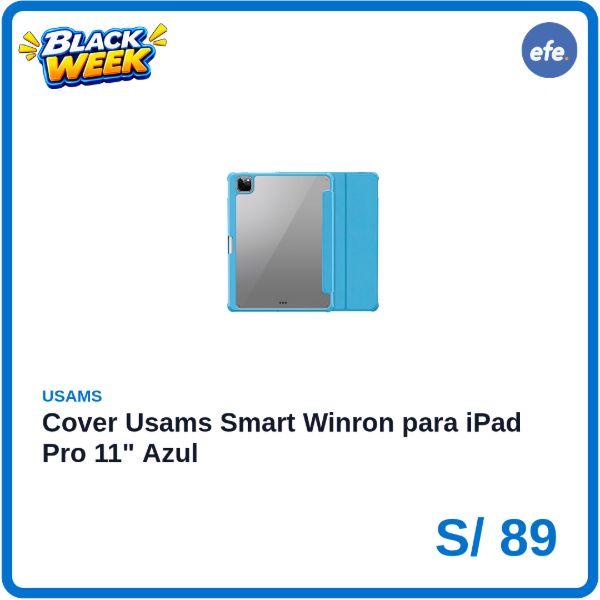 BLACK
WEEK
efe.
USAMS
Cover Usams Smart Winron para iPad
Pro 11" Azul
S/ 89